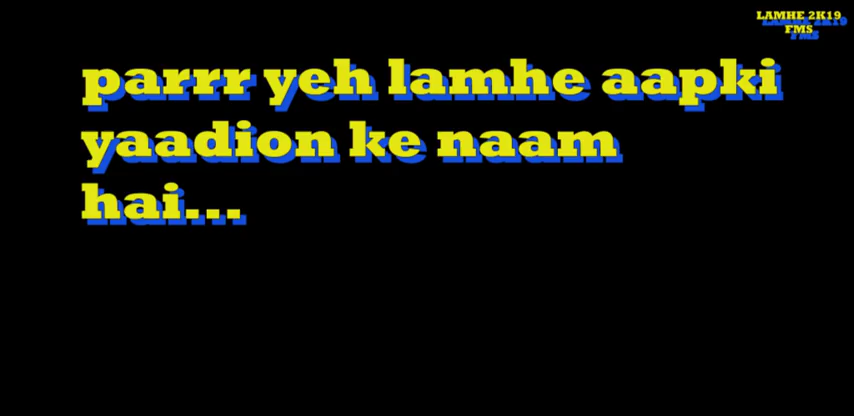 LAMHE 2K19
FMS
parrr yeh lamhe aapki
yaadion ke naam
hai...